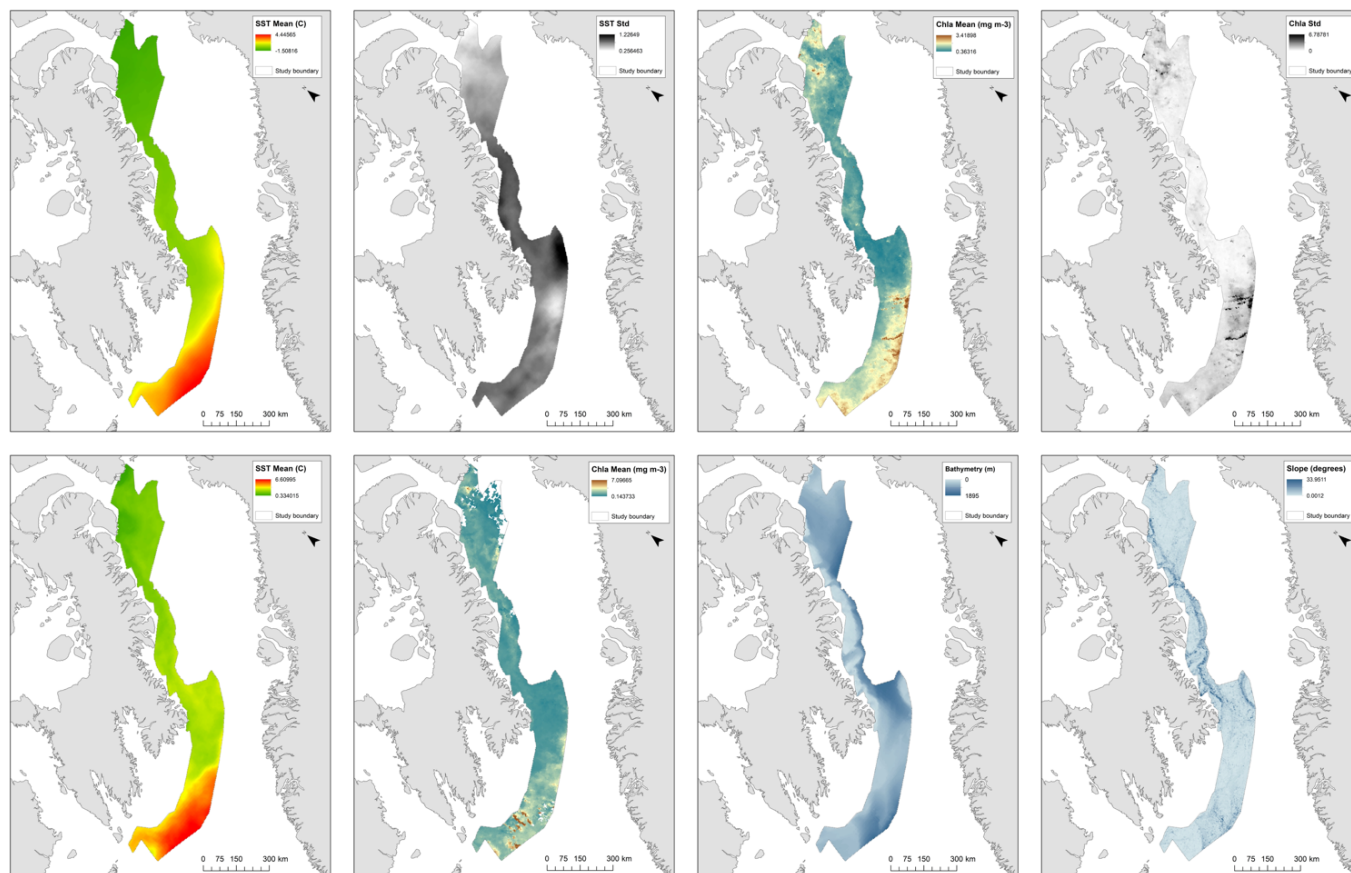 SST Mean (C)
4.44565
-1.50816
Study boundary
0 75 150 300 km
SST Std
1.22649
0.256463
Study boundary
0 75 150 300 km
Chla Mean (mg m-3)
3.41898
0.36316
Study boundary
0 75 150 300 km
Chla Std
8.78781
0
Study boundary
0 75 150 300 km
SST Mean (C)
6.60995
0.334015
Study boundary
0 75 150 300 km
Chla Mean (mg m-3)
7.09665
0.143733
Study boundary
0 75 150 300 km
Bathymetry (m)
0
1895
Study boundary
0 75 150 300 km
Slope (degrees)
33.9511
0.0012
Study boundary
0 75 150 300 km